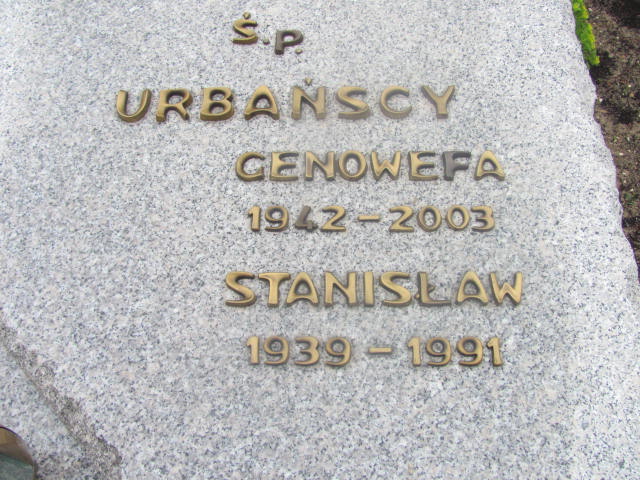 Ś.P.
URBAŃSCY
GENOWEFA
1942-2003
STANISŁAW
1939-1991